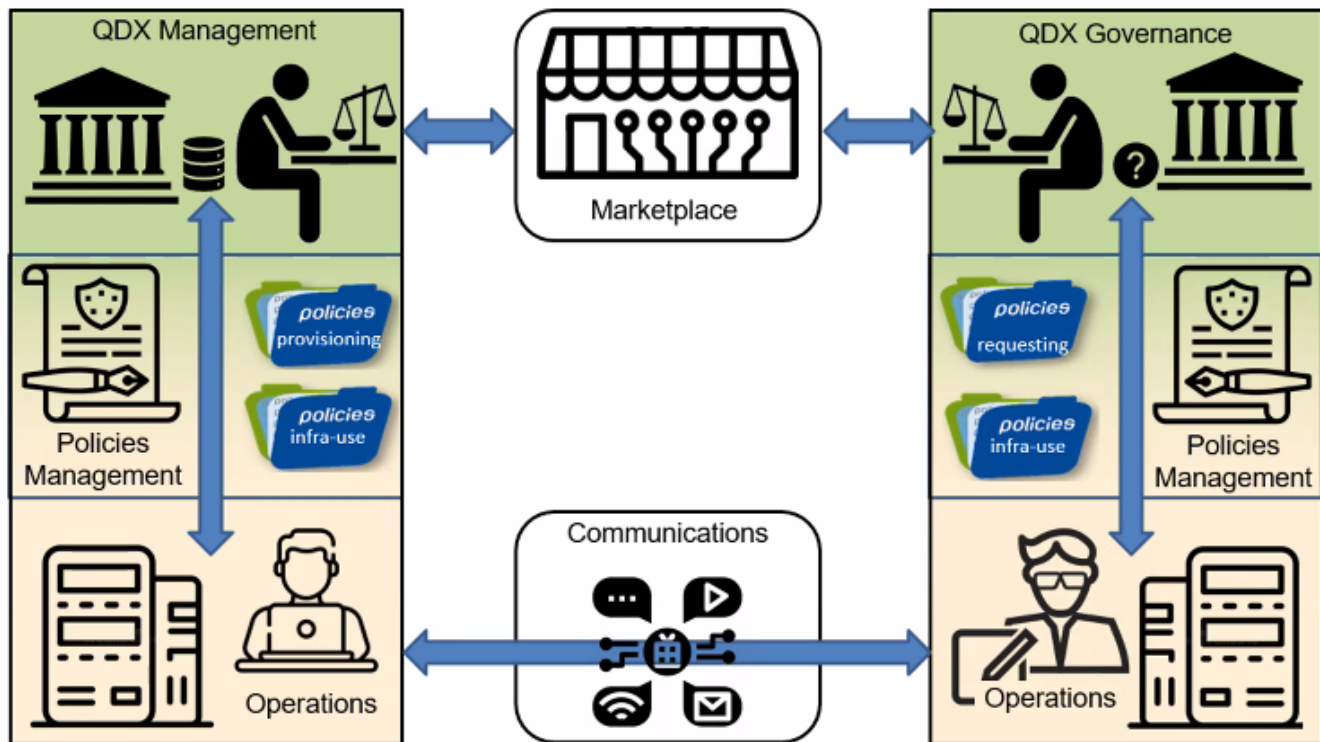 QDX Management
QDX Governance
Marketplace
policies
provisioning
policies
infra-use
Policies
Management
policies
requesting
policies
infra-use
Policies
Management
Communications
Operations
Operations